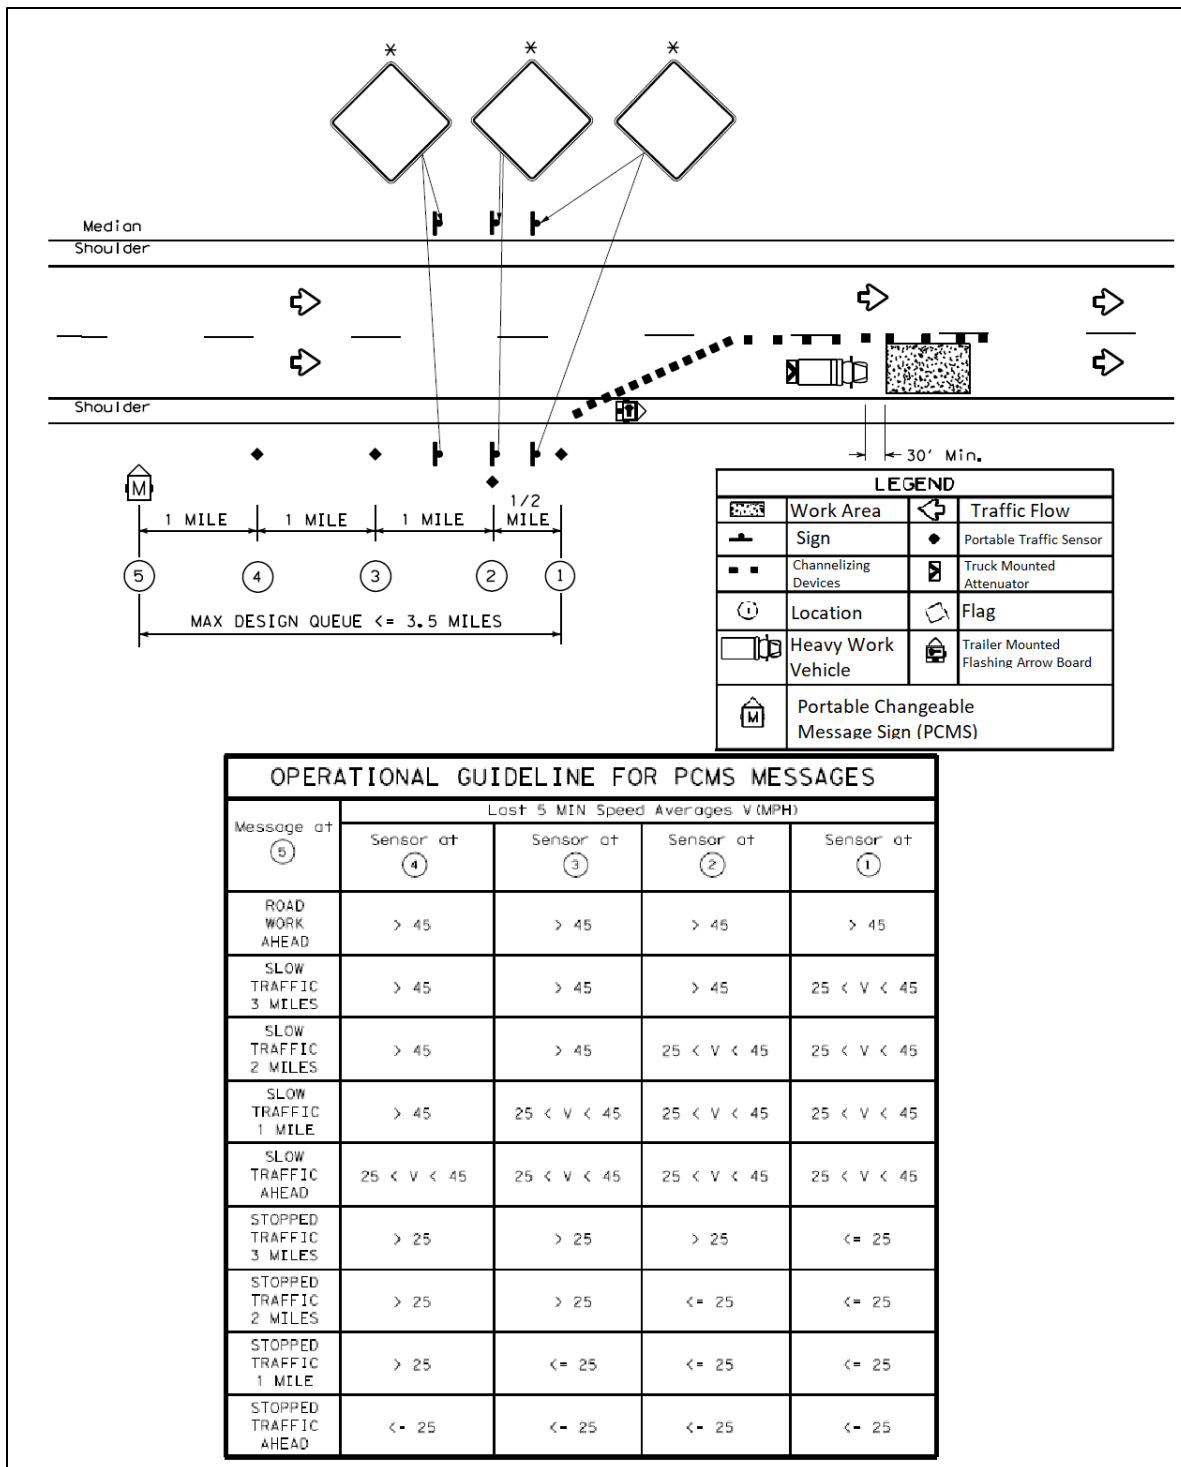 * * *
Median
Shoulder
Shoulder
30' Min.
M
1 MILE 1 MILE 1 MILE 1/2 MILE
5 4 3 2 1
MAX DESIGN QUEUE <= 3.5 MILES
LEGEND
Work Area Traffic Flow
Sign Portable Traffic Sensor
Channelizing Devices Truck Mounted Attenuator
1 Location Flag
Heavy Work Vehicle Trailer Mounted Flashing Arrow Board
M Portable Changeable
Message Sign (PCMS)
OPERATIONAL GUIDELINE FOR PCMS MESSAGES
Last 5 MIN Speed Averages V(MPH)
Message at 5 Sensor at 4 Sensor at 3 Sensor at 2 Sensor at 1
ROAD WORK AHEAD > 45 > 45 > 45 > 45
SLOW TRAFFIC 3 MILES > 45 > 45 > 45 25 < V < 45
SLOW TRAFFIC 2 MILES > 45 > 45 25 < V < 45 25 < V < 45
SLOW TRAFFIC 1 MILE > 45 25 < V < 45 25 < V < 45 25 < V < 45
SLOW TRAFFIC AHEAD 25 < V < 45 25 < V < 45 25 < V < 45 25 < V < 45
STOPPED TRAFFIC 3 MILES > 25 > 25 > 25 <= 25
STOPPED TRAFFIC 2 MILES > 25 > 25 <= 25 <= 25
STOPPED TRAFFIC 1 MILE > 25 <= 25 <= 25 <= 25
STOPPED TRAFFIC AHEAD <= 25 <= 25 <= 25 <= 25